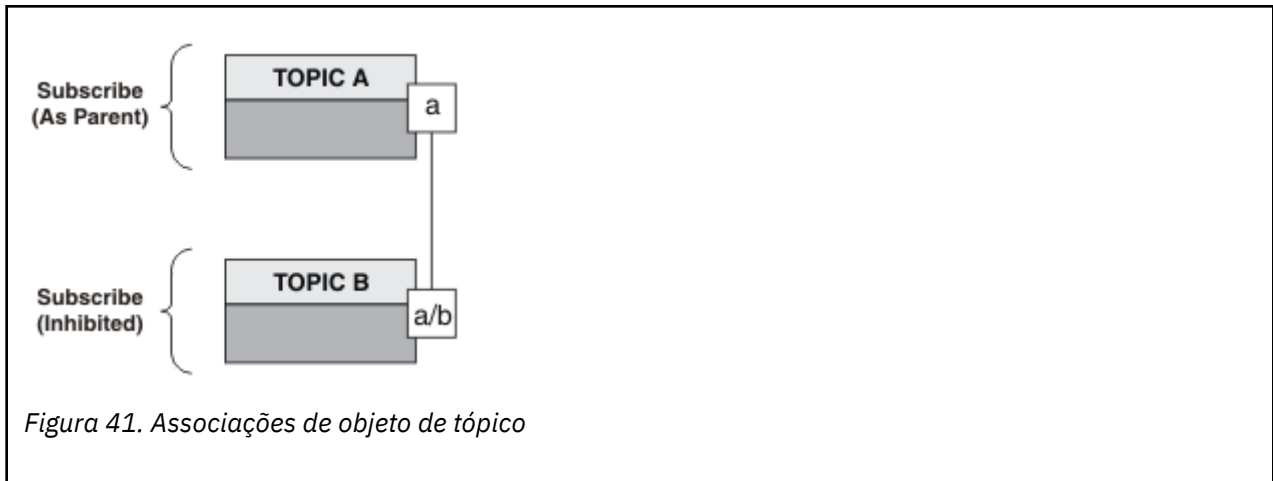 Subscribe
(As Parent)
TOPIC A
a
Subscribe
(Inhibited)
TOPIC B
a/b
Figura 41. Associações de objeto de tópico